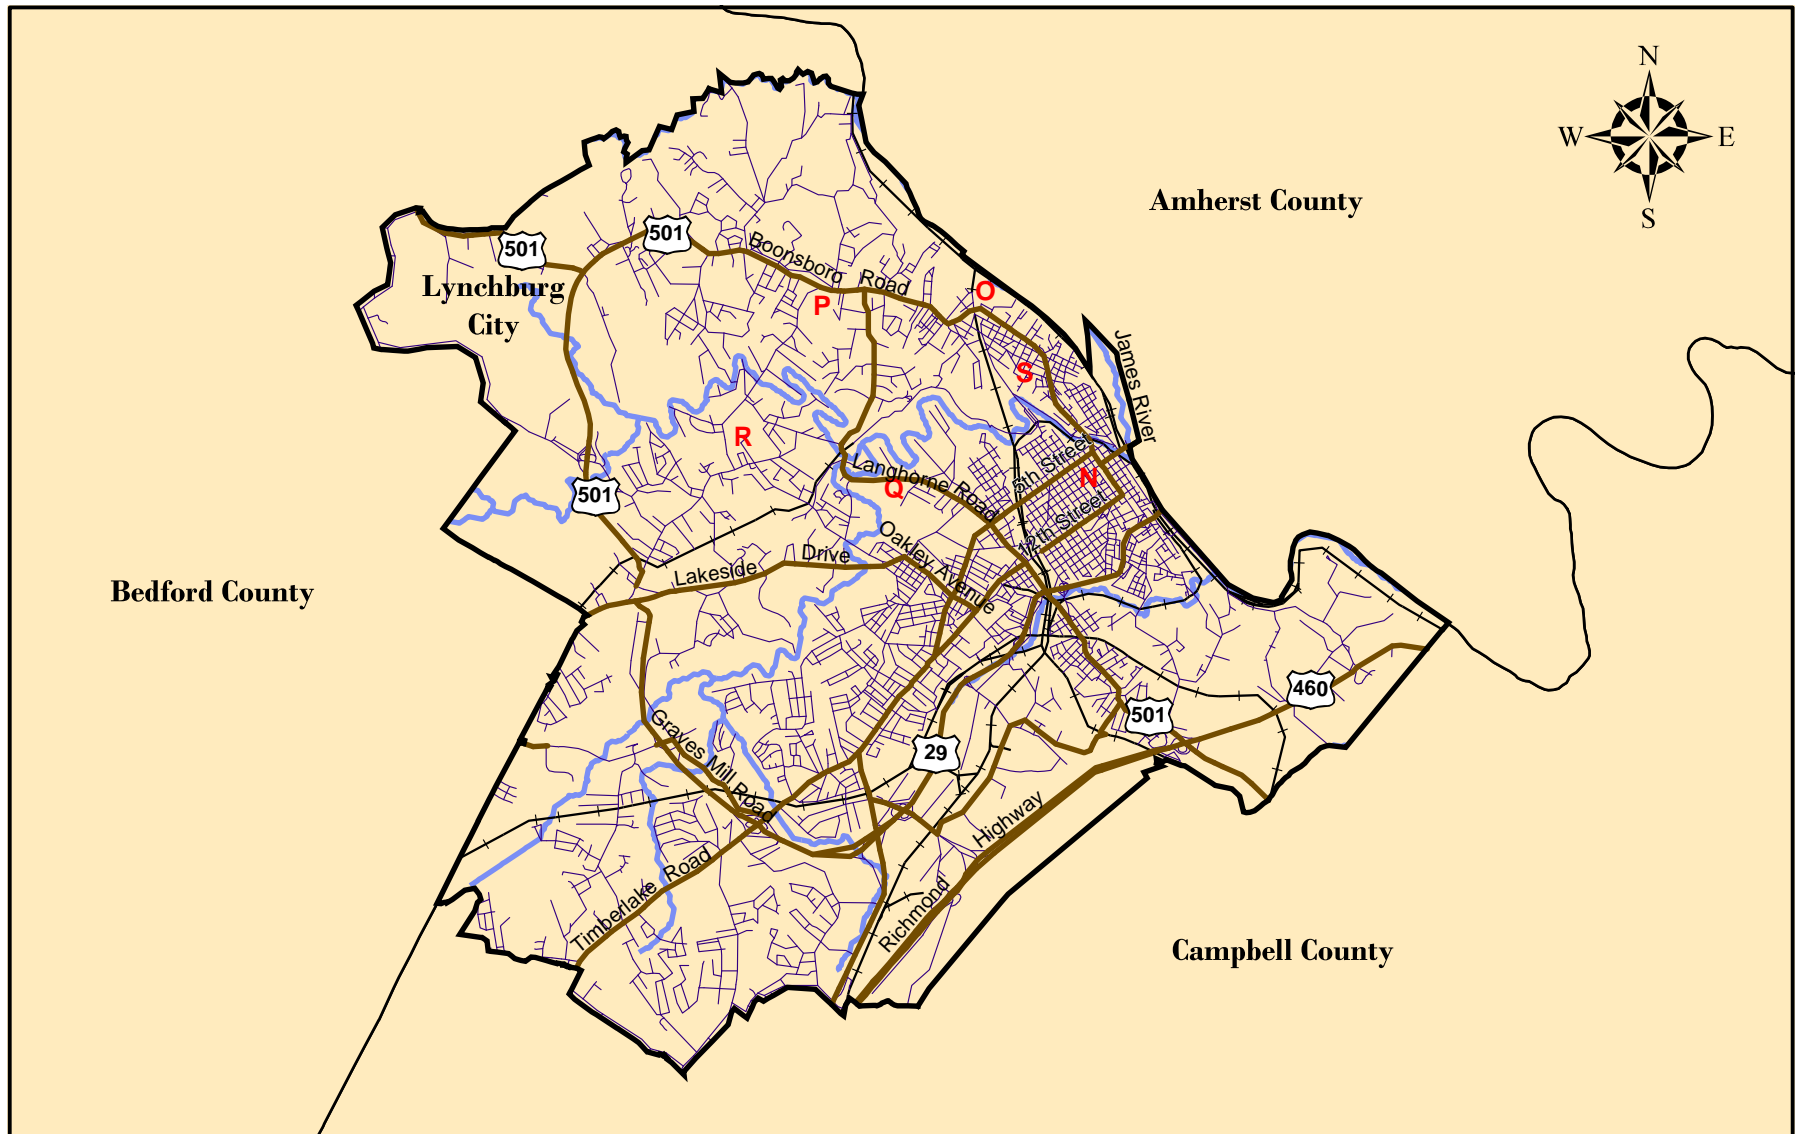 N
W E
S
Amherst County
501
501
Boonsboro Road
Lynchburg
City
P
O
S
James River
R
Langhorne Road
Q
5th Street
N
12th Street
501
Oakley Avenue
Lakeside Drive
Bedford County
460
501
29
Graves Mill Road
Highway
Richmond
Timberlake Road
Campbell County